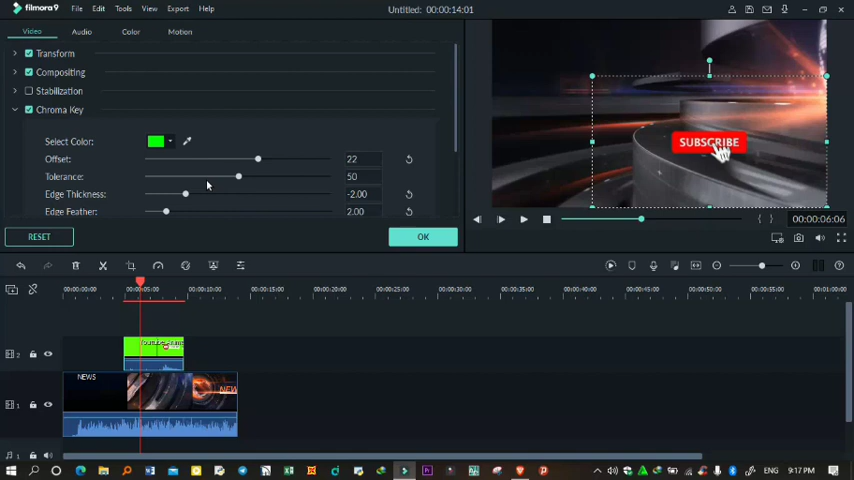 filmora9 File Edit Tools View Export Help Untitled: 00:00:14:01
Video Audio Color Motion
Transform
Compositing
Stabilization
Chroma Key
Select Color:
Offset: 22
Tolerance: 50
Edge Thickness: -2.00
Edge Feather: 2.00
RESET OK
SUBSCRIBE
00:00:06:06
00:00:00:00 00:00:05:00 00:00:10:00 00:00:15:00 00:00:20:00 00:00:25:00 00:00:30:00 00:00:35:00 00:00:40:00 00:00:45:00 00:00:50:00 00:00:55:00 00:01:00:00
2 Youtube Anim
1 NEWS NEW
1
ENG 9:17 PM